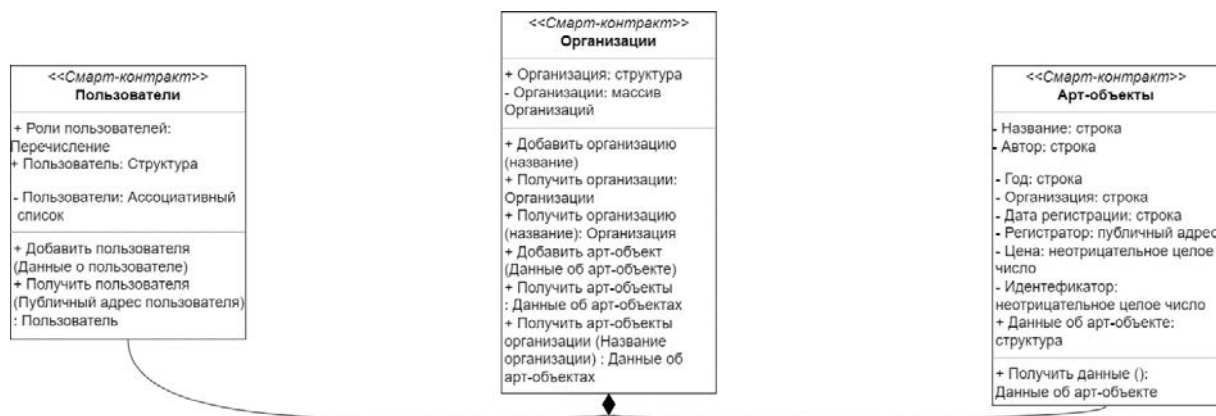 <<Смарт-контракт>>
Пользователи
+ Роли пользователей:
Перечисление
+ Пользователь: Структура
- Пользователи: Ассоциативный
список
+ Добавить пользователя
(Данные о пользователе)
+ Получить пользователя
(Публичный адрес пользователя)
: Пользователь
<<Смарт-контракт>>
Организации
+ Организация: структура
- Организации: массив
Организаций
+ Добавить организацию
(название)
+ Получить организации:
Организации
+ Получить организацию
(название): Организация
+ Добавить арт-объект
(Данные об арт-объекте)
+ Получить арт-объекты
: Данные об арт-объектах
+ Получить арт-объекты
организации (Название
организации) : Данные об
арт-объектах
<<Смарт-контракт>>
Арт-объекты
- Название: строка
- Автор: строка
- Год: строка
- Организация: строка
- Дата регистрации: строка
- Регистратор: публичный адрес
- Цена: неотрицательное целое
число
- Идентефикатор:
неотрицательное целое число
+ Данные об арт-объекте:
структура
+ Получить данные ():
Данные об арт-объекте